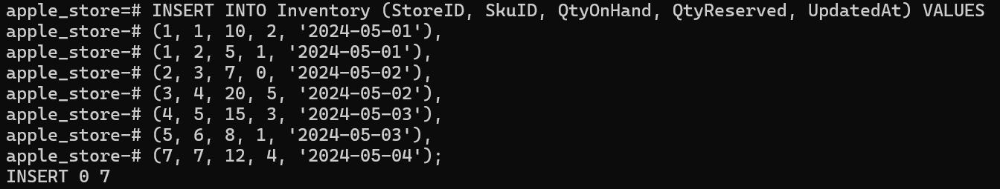 apple_store=# INSERT INTO Inventory (StoreID, SkuID, QtyOnHand, QtyReserved, UpdatedAt) VALUES
apple_store-# (1, 1, 10, 2, '2024-05-01'),
apple_store-# (1, 2, 5, 1, '2024-05-01'),
apple_store-# (2, 3, 7, 0, '2024-05-02'),
apple_store-# (3, 4, 20, 5, '2024-05-02'),
apple_store-# (4, 5, 15, 3, '2024-05-03'),
apple_store-# (5, 6, 8, 1, '2024-05-03'),
apple_store-# (7, 7, 12, 4, '2024-05-04');
INSERT 0 7